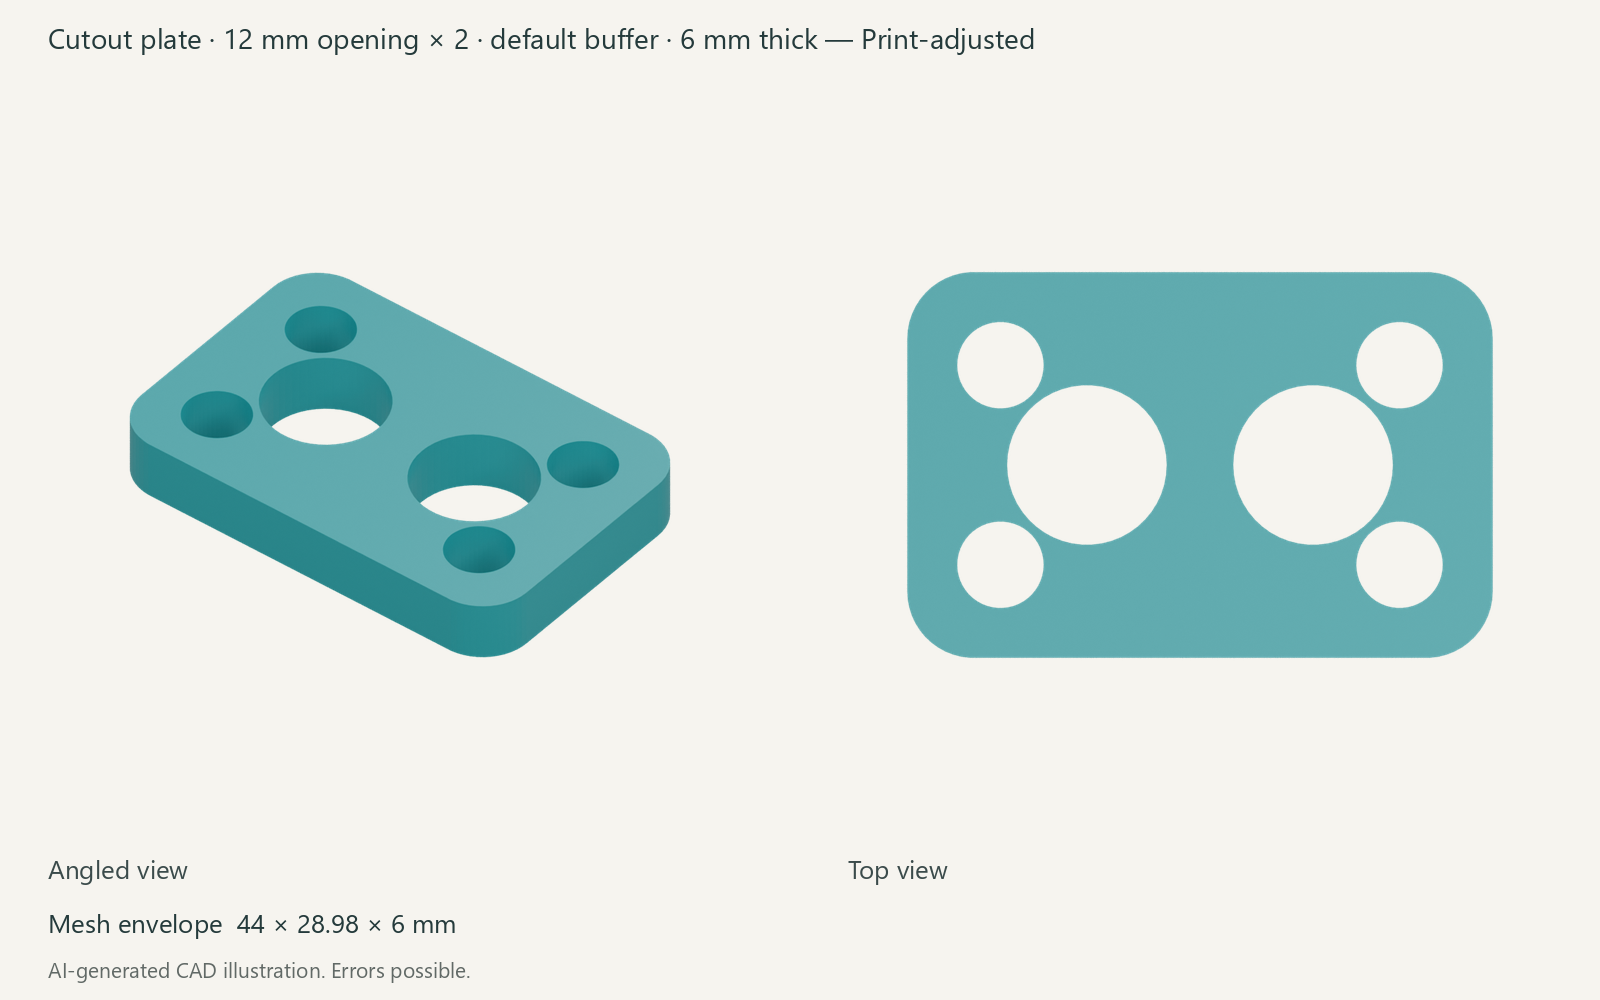 Cutout plate · 12 mm opening × 2 · default buffer · 6 mm thick — Print-adjusted
Angled view
Top view
Mesh envelope  44 × 28.98 × 6 mm
AI-generated CAD illustration. Errors possible.